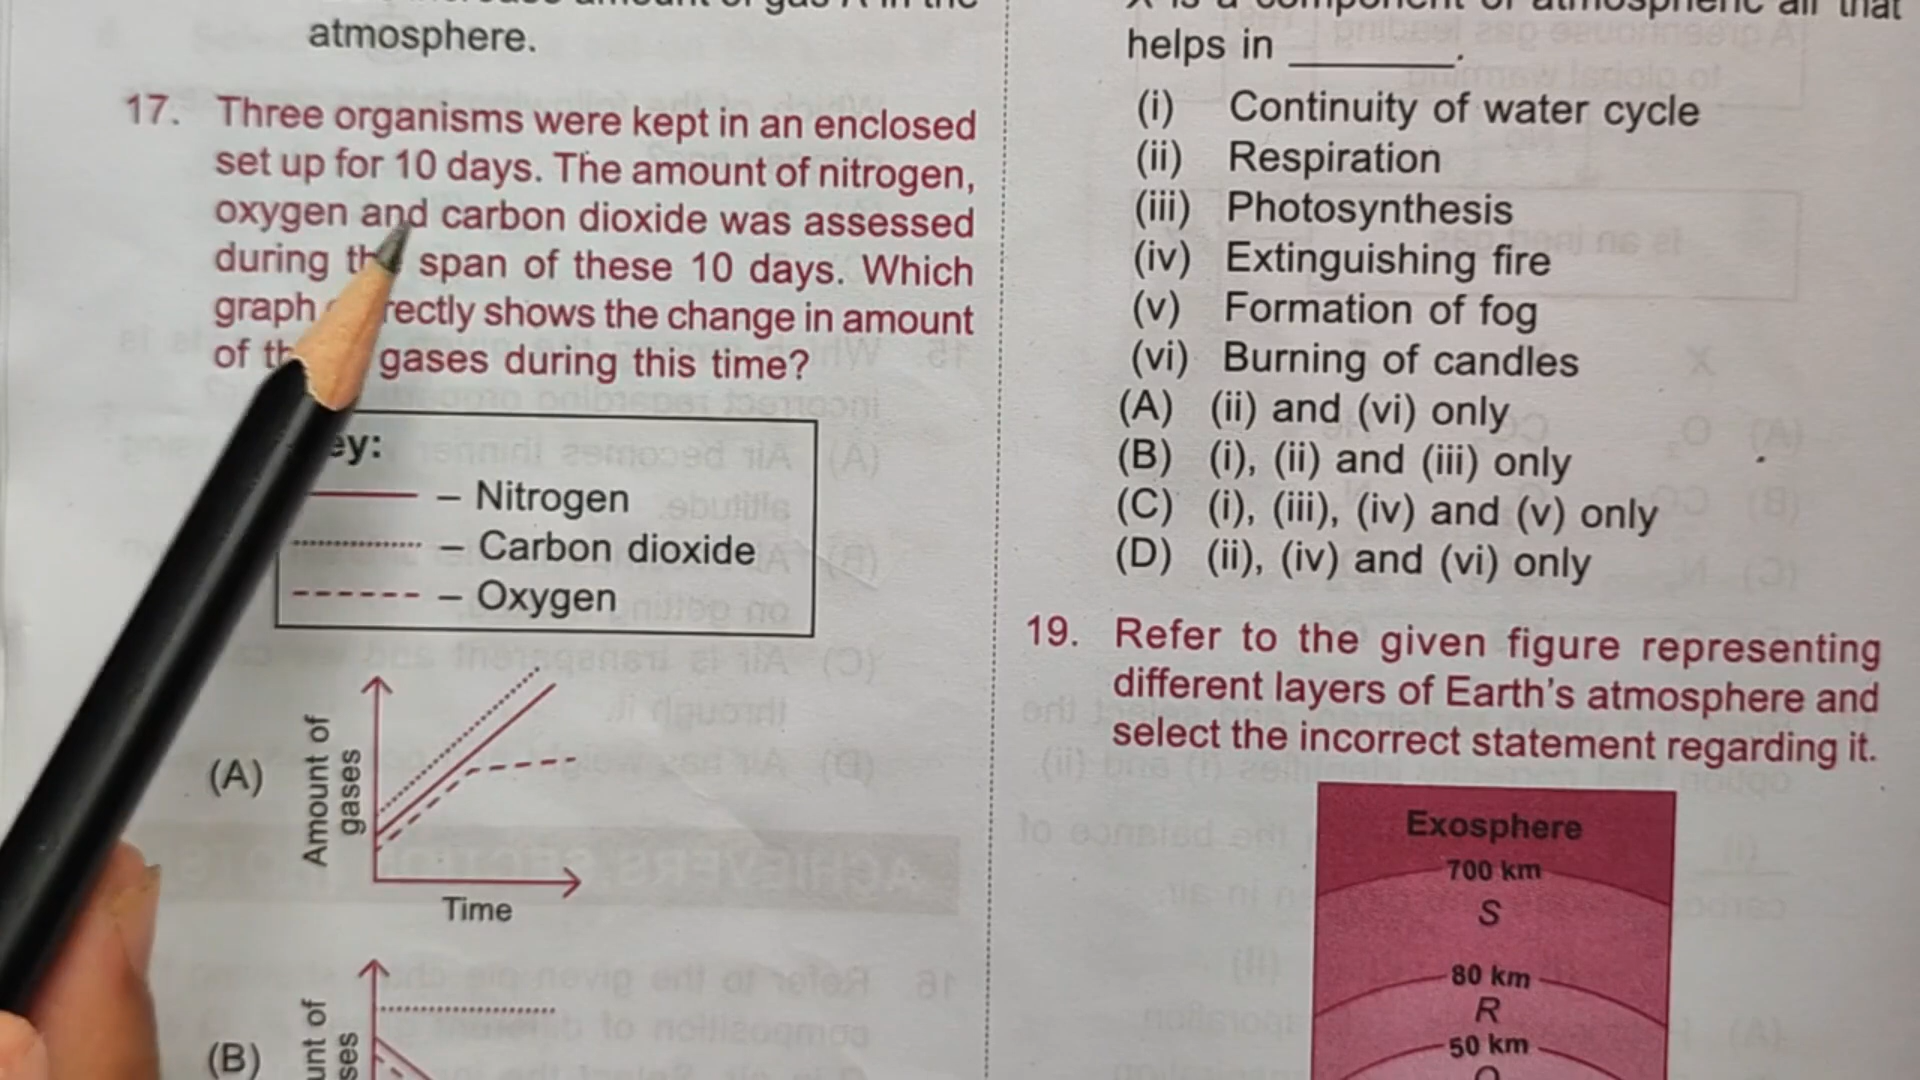 atmosphere.
17. Three organisms were kept in an enclosed
set up for 10 days. The amount of nitrogen,
oxygen and carbon dioxide was assessed
during span of these 10 days. Which
graph shows the change in amount
of gases during this time?
– Nitrogen
– Carbon dioxide
– Oxygen
(A)
Amount of
gases
Time
(B)
helps in ________.
(i) Continuity of water cycle
(ii) Respiration
(iii) Photosynthesis
(iv) Extinguishing fire
(v) Formation of fog
(vi) Burning of candles
(A) (ii) and (vi) only
(B) (i), (ii) and (iii) only
(C) (i), (iii), (iv) and (v) only
(D) (ii), (iv) and (vi) only
19. Refer to the given figure representing
different layers of Earth's atmosphere and
select the incorrect statement regarding it.
Exosphere
700 km
S
80 km
R
50 km